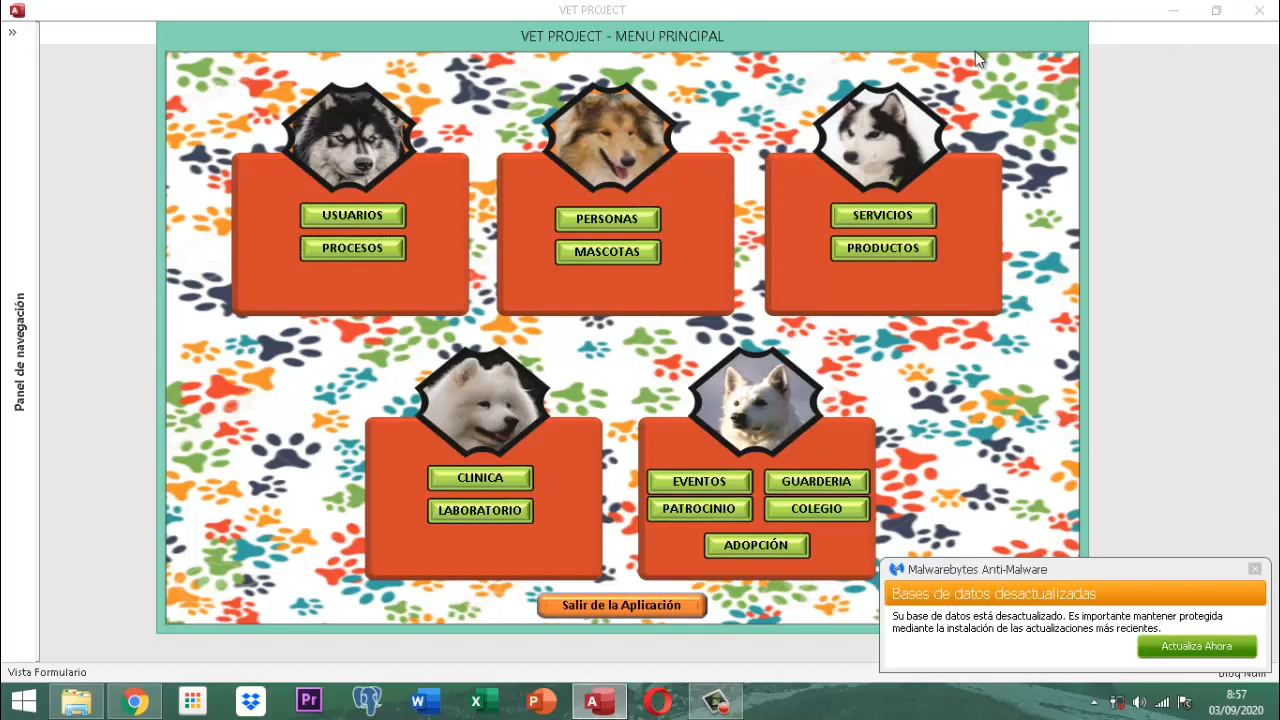 VET PROJECT
VET PROJECT - MENU PRINCIPAL
Panel de navegación
USUARIOS
PROCESOS
PERSONAS
MASCOTAS
SERVICIOS
PRODUCTOS
CLINICA
LABORATORIO
EVENTOS
GUARDERIA
PATROCINIO
COLEGIO
ADOPCIÓN
Salir de la Aplicación
Malwarebytes Anti-Malware
Bases de datos desactualizadas
Su base de datos está desactualizado. Es importante mantener protegida
mediante la instalación de las actualizaciones más recientes.
Actualiza Ahora
Vista Formulario
Bloq Núm
8:57
03/09/2020